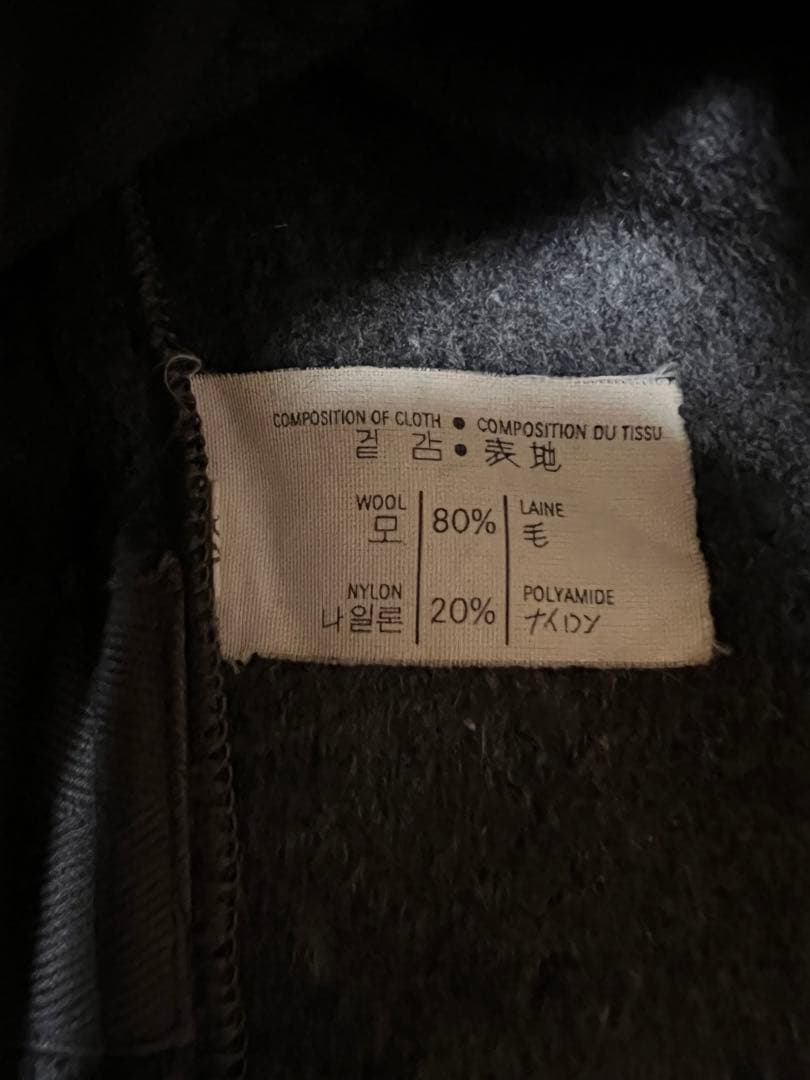 COMPOSITION OF CLOTH • COMPOSITION DU TISSU
겉 감 • 表地
WOOL 80% LAINE
모 毛
NYLON 20% POLYAMIDE
나일론 ナイロン